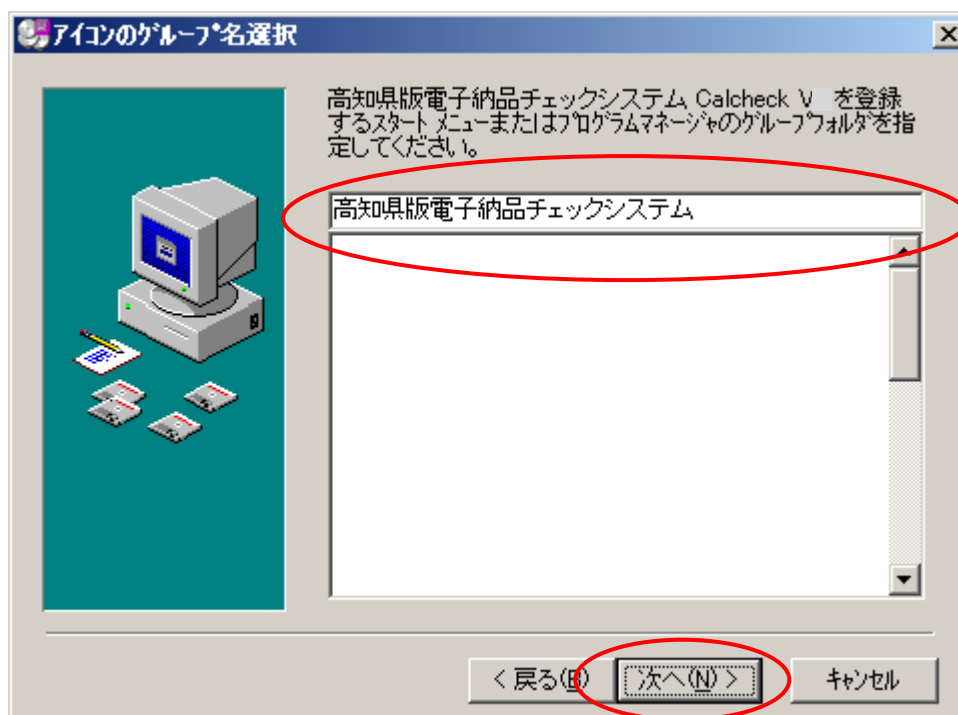 アイコンのグループ名選択
高知県版電子納品チェックシステム Calcheck V を登録
するスタート メニューまたはプログラムマネージャのグループフォルダを指
定してください。
高知県版電子納品チェックシステム
< 戻る(B)
次へ(N) >
キャンセル